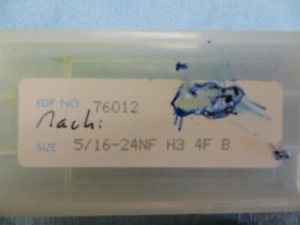 EDP NO 76012
Nachi
SIZE 5/16-24NF H3 4F B